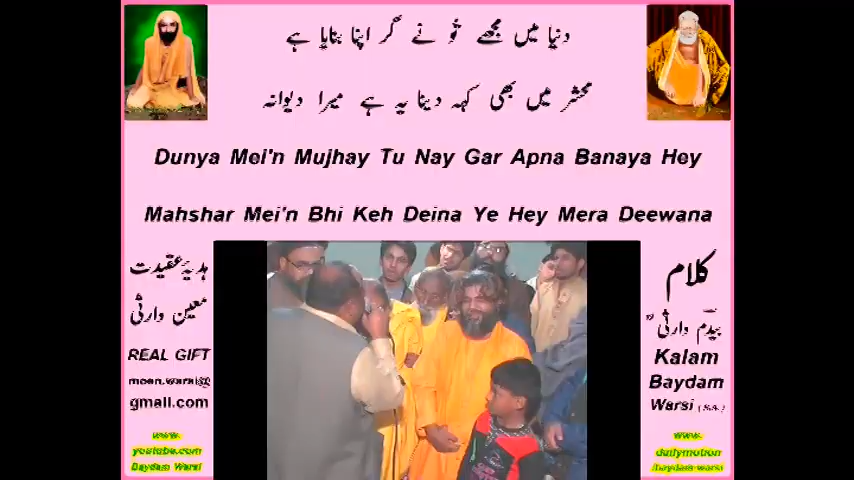 دنیا میں مجھے تُو نے گر اپنا بنایا ہے
محشر میں بھی کہہ دینا یہ ہے میرا دیوانہ
Dunya Mei'n Mujhay Tu Nay Gar Apna Banaya Hey
Mahshar Mei'n Bhi Keh Deina Ye Hey Mera Deewana
ہدیۂ عقیدت
معین وارثی
REAL GIFT
moen.warsi@
gmail.com
www.
youtube.com
Baydam Warsi
کلام
بیدم وارثی
Kalam
Baydam
Warsi (R.A.)
www.
dailymotion
/baydam-warsi